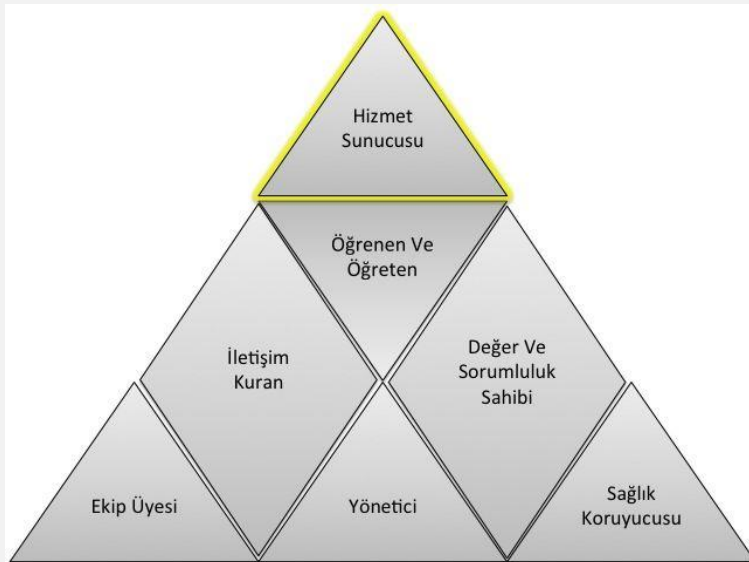 Hizmet
Sunucusu
Öğrenen Ve
Öğreten
İletişim
Kuran
Değer Ve
Sorumluluk
Sahibi
Ekip Üyesi
Yönetici
Sağlık
Koruyucusu